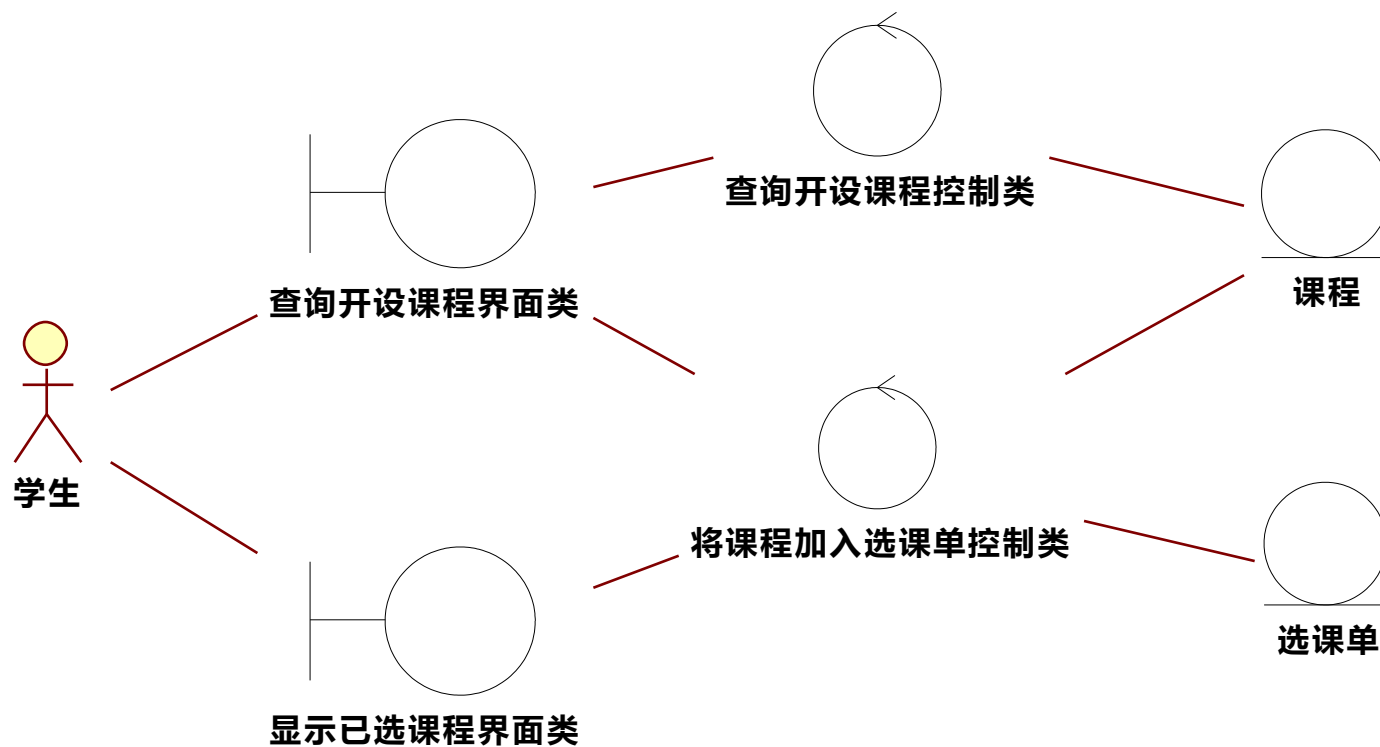 查询开设课程控制类
课程
查询开设课程界面类
学生
将课程加入选课单控制类
选课单
显示已选课程界面类